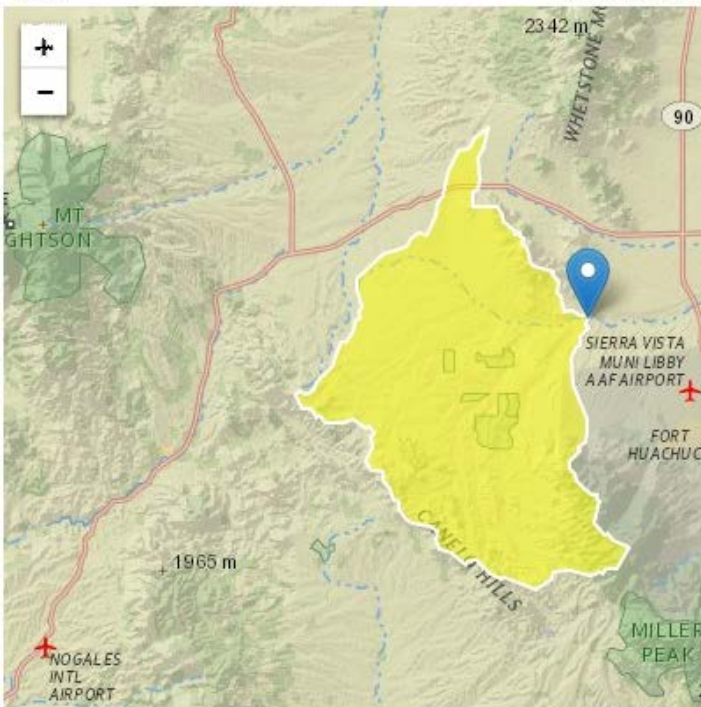 +
−
2342 m
WHETSTONE
90
MT
GHTSON
SIERRA VISTA
MUNI LIBBY
AAF AIRPORT
FORT
HUACHUC
CANELI HILLS
1965 m
MILLER
PEAK
NOGALES
INTL
AIRPORT